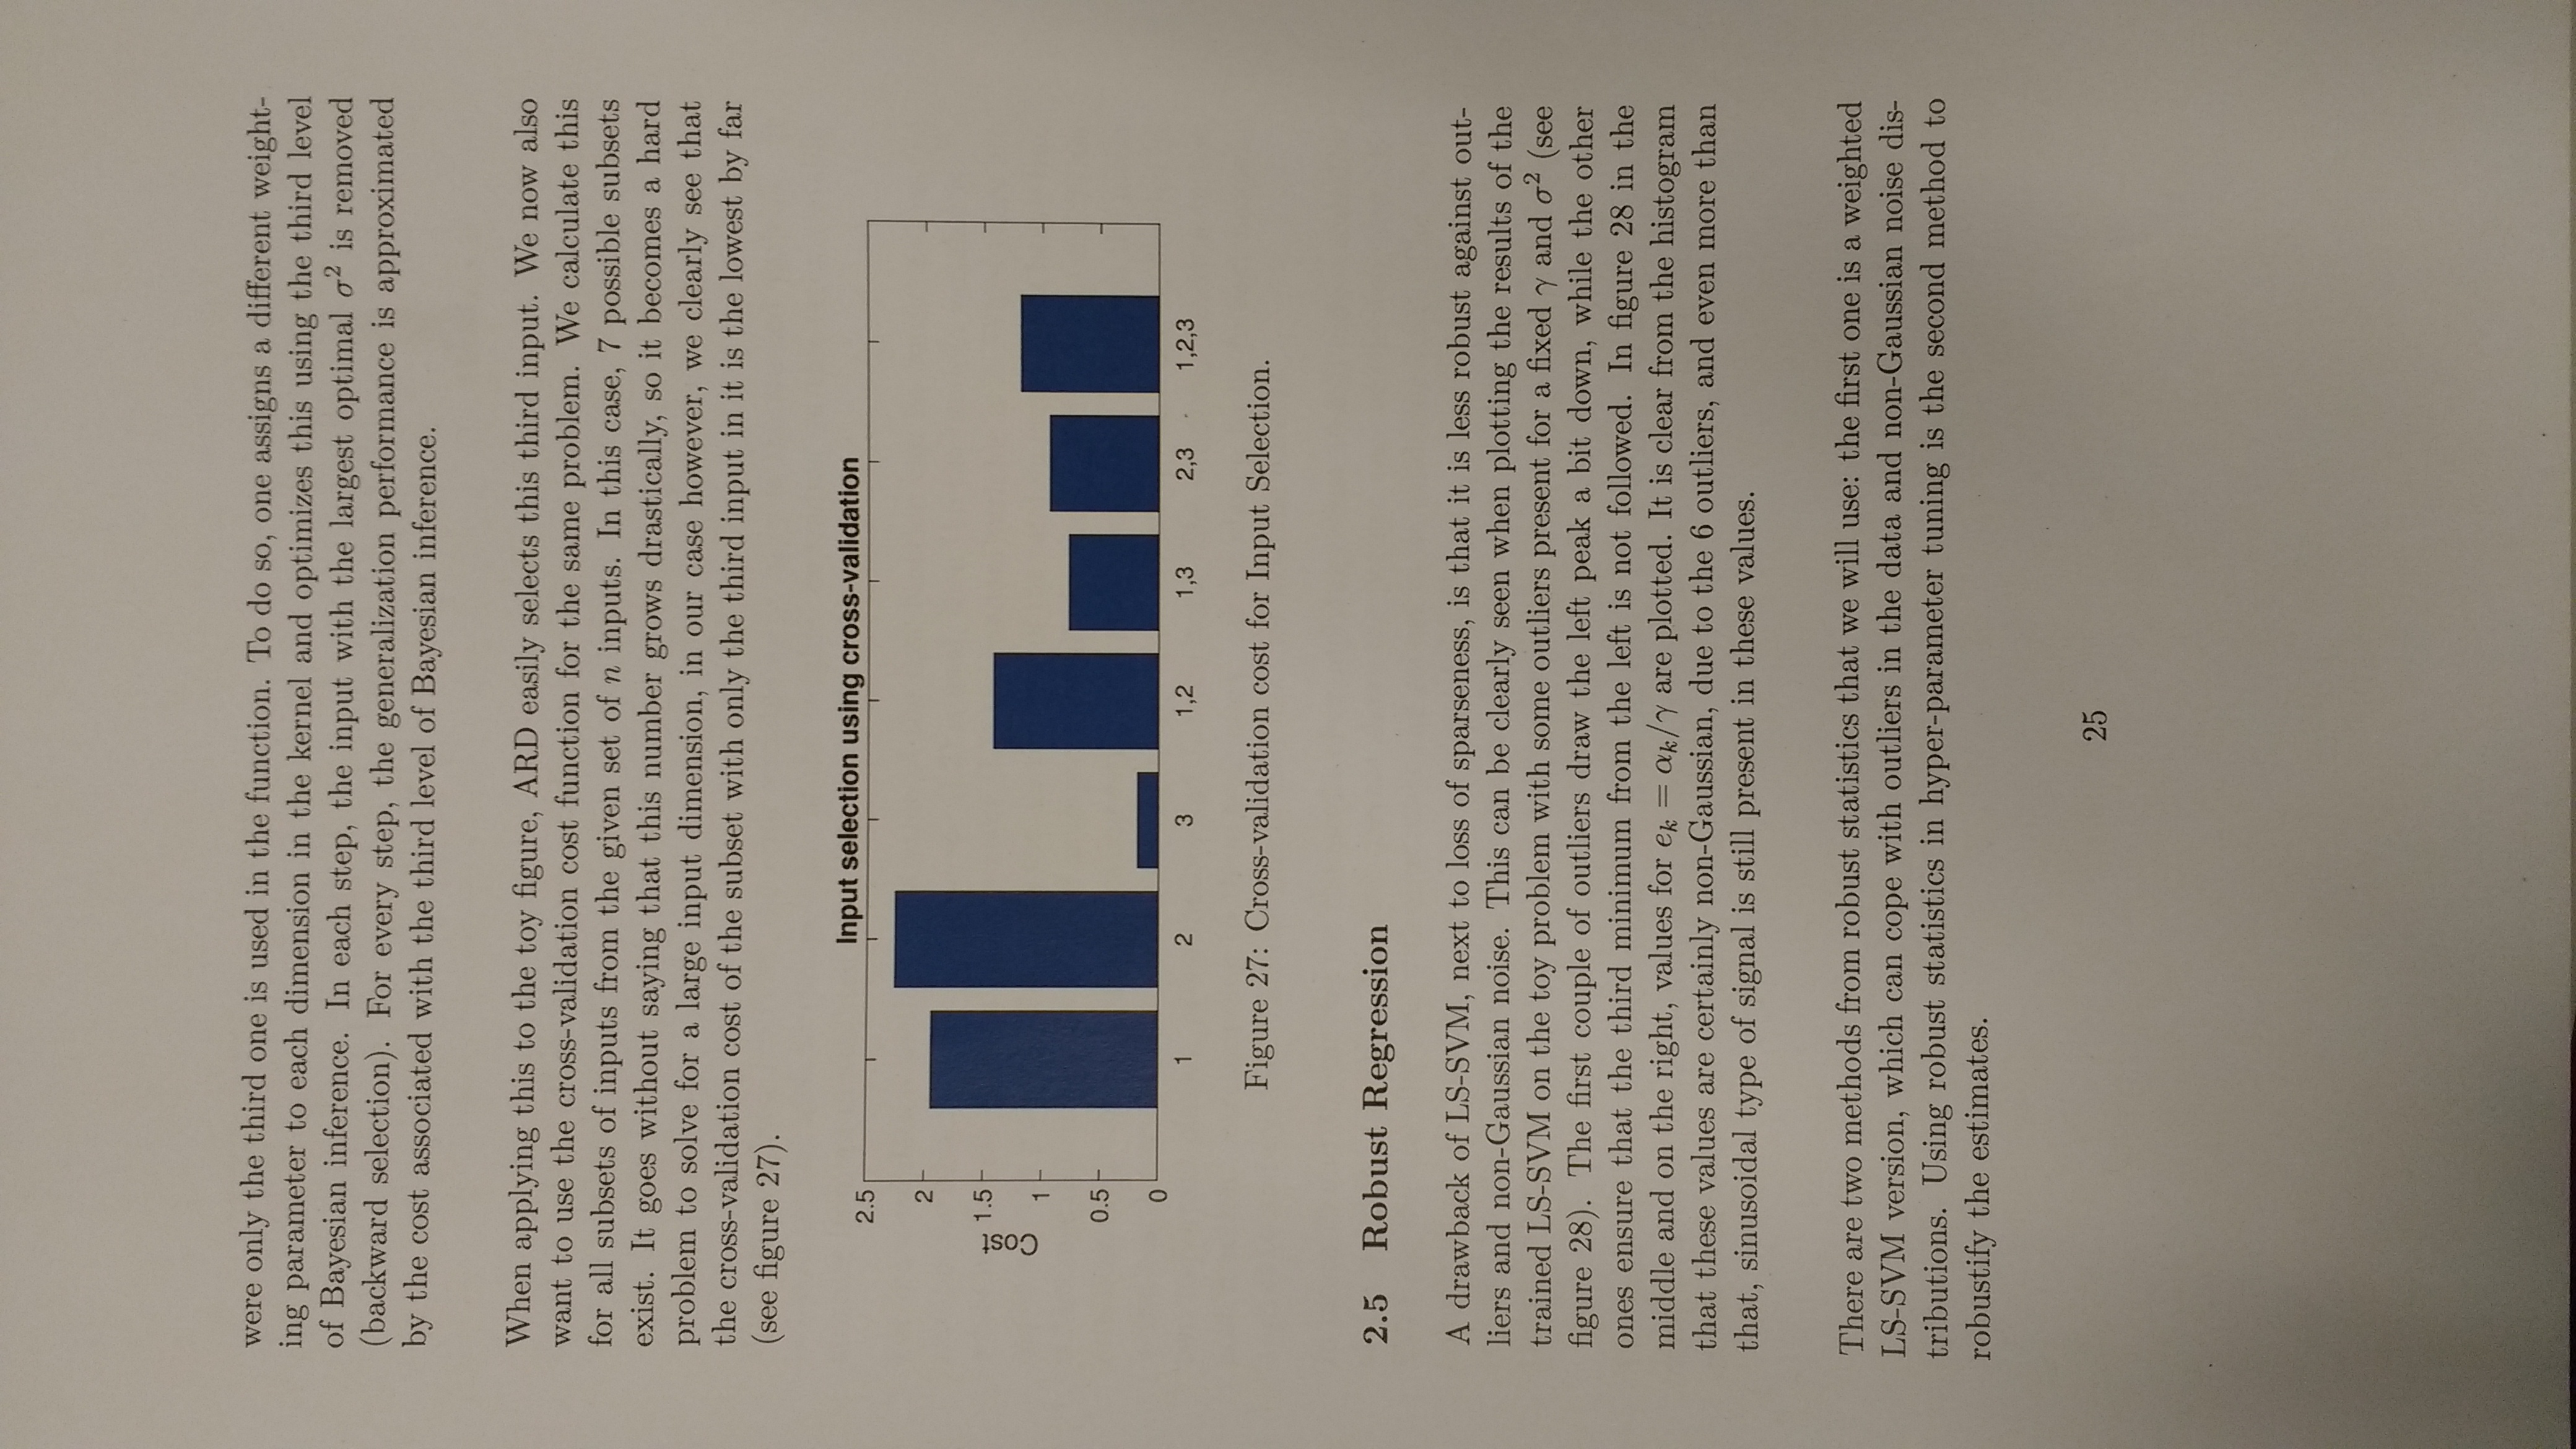 were only the third one is used in the function. To do so, one assigns a different weight-
ing parameter to each dimension in the kernel and optimizes this using the third level
of Bayesian inference. In each step, the input with the largest optimal σ² is removed
(backward selection). For every step, the generalization performance is approximated
by the cost associated with the third level of Bayesian inference.
When applying this to the toy figure, ARD easily selects this third input. We now also
want to use the cross-validation cost function for the same problem. We calculate this
for all subsets of inputs from the given set of n inputs. In this case, 7 possible subsets
exist. It goes without saying that this number grows drastically, so it becomes a hard
problem to solve for a large input dimension, in our case however, we clearly see that
the cross-validation cost of the subset with only the third input in it is the lowest by far
(see figure 27).
Input selection using cross-validation
2.5
2
1.5
1
0.5
0
Cost
1 2 3 1,2 1,3 2,3 1,2,3
Figure 27: Cross-validation cost for Input Selection.
2.5 Robust Regression
A drawback of LS-SVM, next to loss of sparseness, is that it is less robust against out-
liers and non-Gaussian noise. This can be clearly seen when plotting the results of the
trained LS-SVM on the toy problem with some outliers present for a fixed γ and σ² (see
figure 28). The first couple of outliers draw the left peak a bit down, while the other
ones ensure that the third minimum from the left is not followed. In figure 28 in the
middle and on the right, values for eₖ = αₖ/γ are plotted. It is clear from the histogram
that these values are certainly non-Gaussian, due to the 6 outliers, and even more than
that, sinusoidal type of signal is still present in these values.
There are two methods from robust statistics that we will use: the first one is a weighted
LS-SVM version, which can cope with outliers in the data and non-Gaussian noise dis-
tributions. Using robust statistics in hyper-parameter tuning is the second method to
robustify the estimates.
25